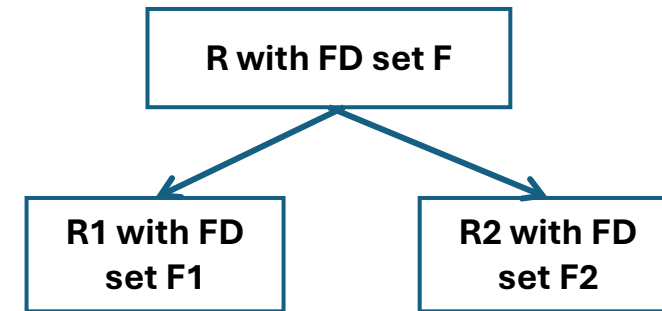 R with FD set F
R1 with FD
set F1
R2 with FD
set F2